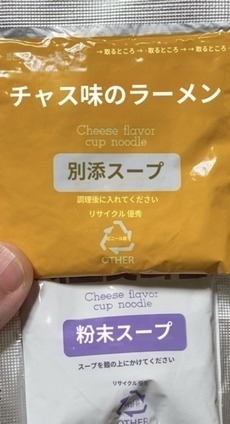 → 取るところ → ・取るところ → ・取るところ
チャス味のラーメン
Cheese flavor
cup noodle
別添スープ
調理後に入れてください
リサイクル 優秀
OTHER
Cheese flavor
cup noodle
粉末スープ
スープを麺の上にかけてください
リサイクル 優秀
OTHER